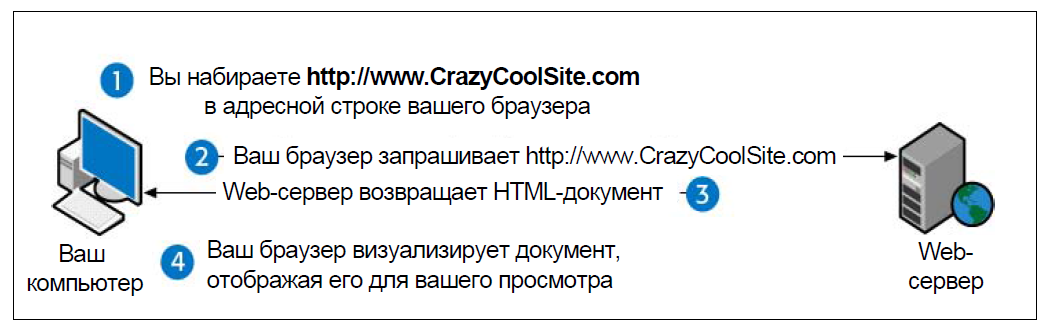 1 Вы набираете http://www.CrazyCoolSite.com
в адресной строке вашего браузера
2 Ваш браузер запрашивает http://www.CrazyCoolSite.com
Web-сервер возвращает HTML-документ 3
4 Ваш браузер визуализирует документ,
отображая его для вашего просмотра
Ваш
компьютер
Web-
сервер